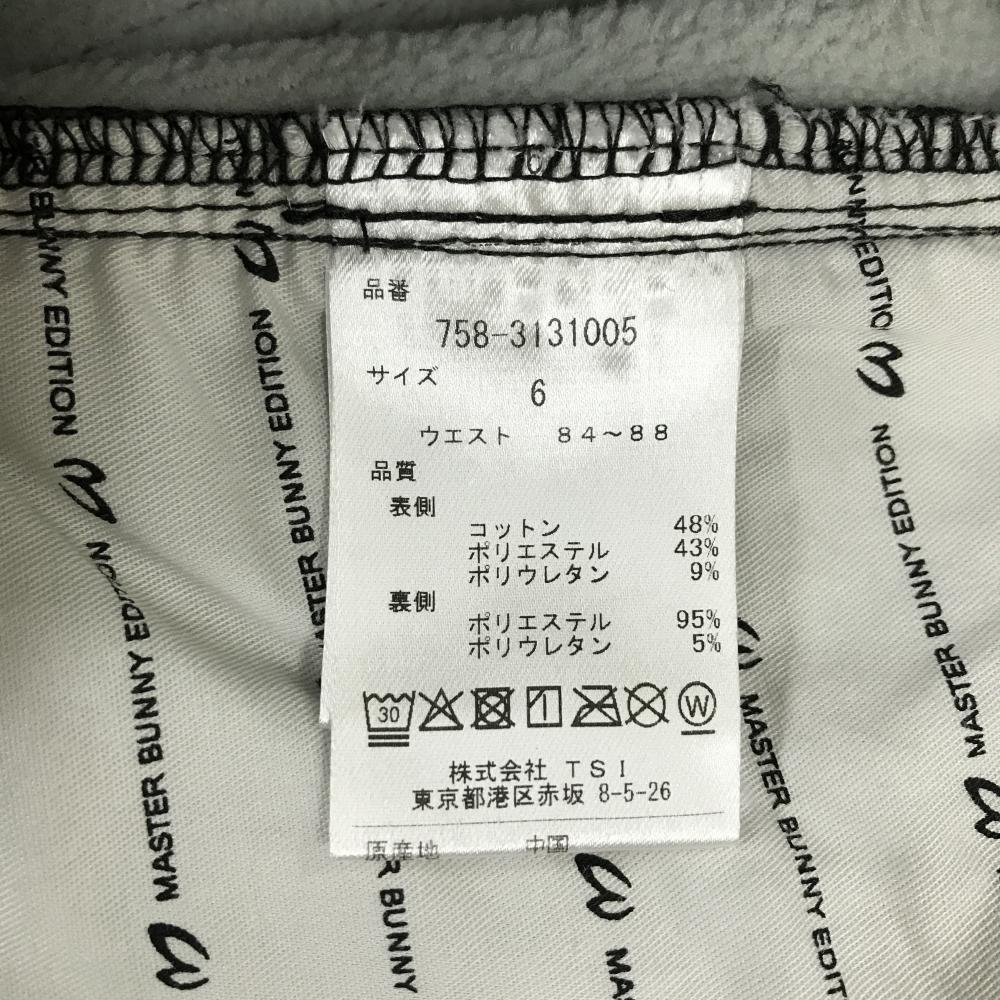 品番
758-3131005
サイズ
6
ウエスト 84～88
品質
表側
コットン 48%
ポリエステル 43%
ポリウレタン 9%
裏側
ポリエステル 95%
ポリウレタン 5%
30
W
株式会社 TSI
東京都港区赤坂 8-5-26
原産地 中国
BUNNY EDITION
MASTER BUNNY EDITION
MASTER BUNNY EDITION
BUNNY
MASTER BUNNY EDIT
MASTER BUNNY EDITION